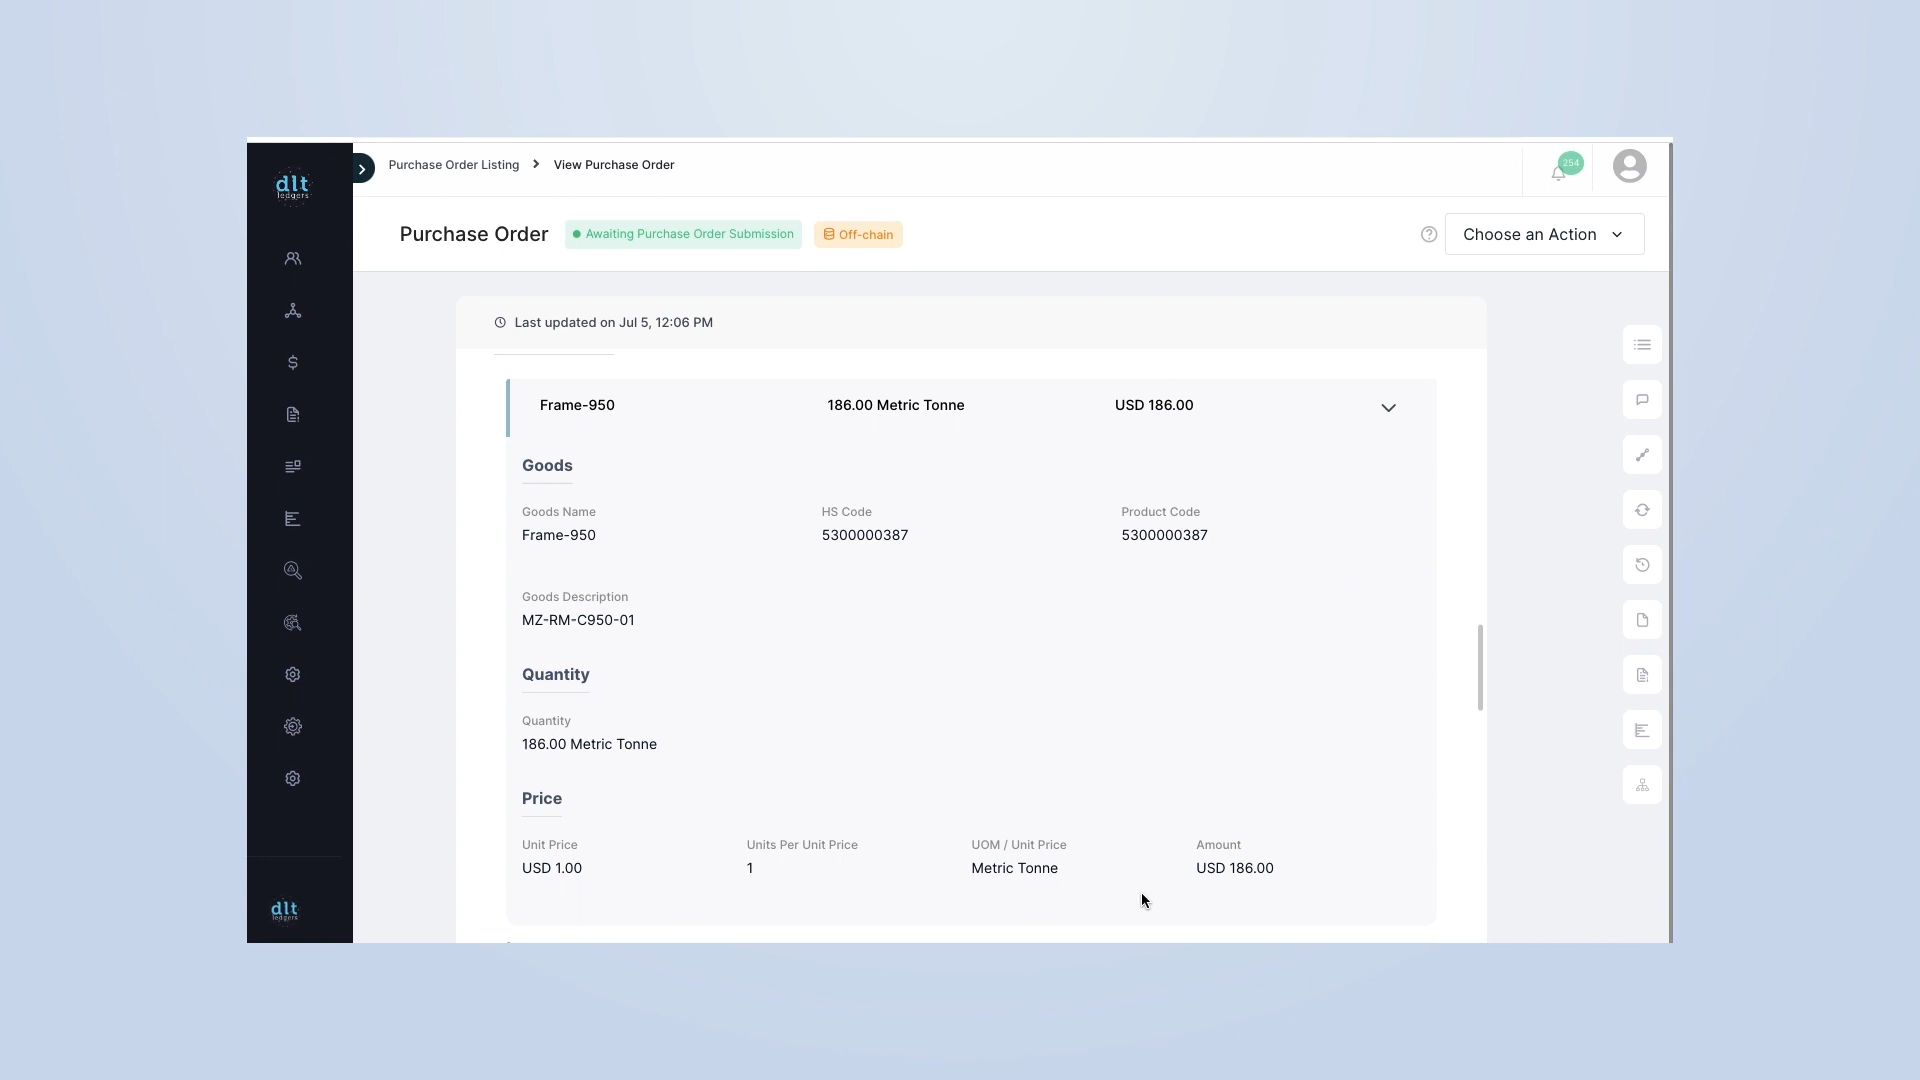 dlt
ledgers
Purchase Order Listing > View Purchase Order
254
Purchase Order
Awaiting Purchase Order Submission
Off-chain
?
Choose an Action
Last updated on Jul 5, 12:06 PM
Frame-950 186.00 Metric Tonne USD 186.00
Goods
Goods Name HS Code Product Code
Frame-950 5300000387 5300000387
Goods Description
MZ-RM-C950-01
Quantity
Quantity
186.00 Metric Tonne
Price
Unit Price Units Per Unit Price UOM / Unit Price Amount
USD 1.00 1 Metric Tonne USD 186.00
dlt
ledgers